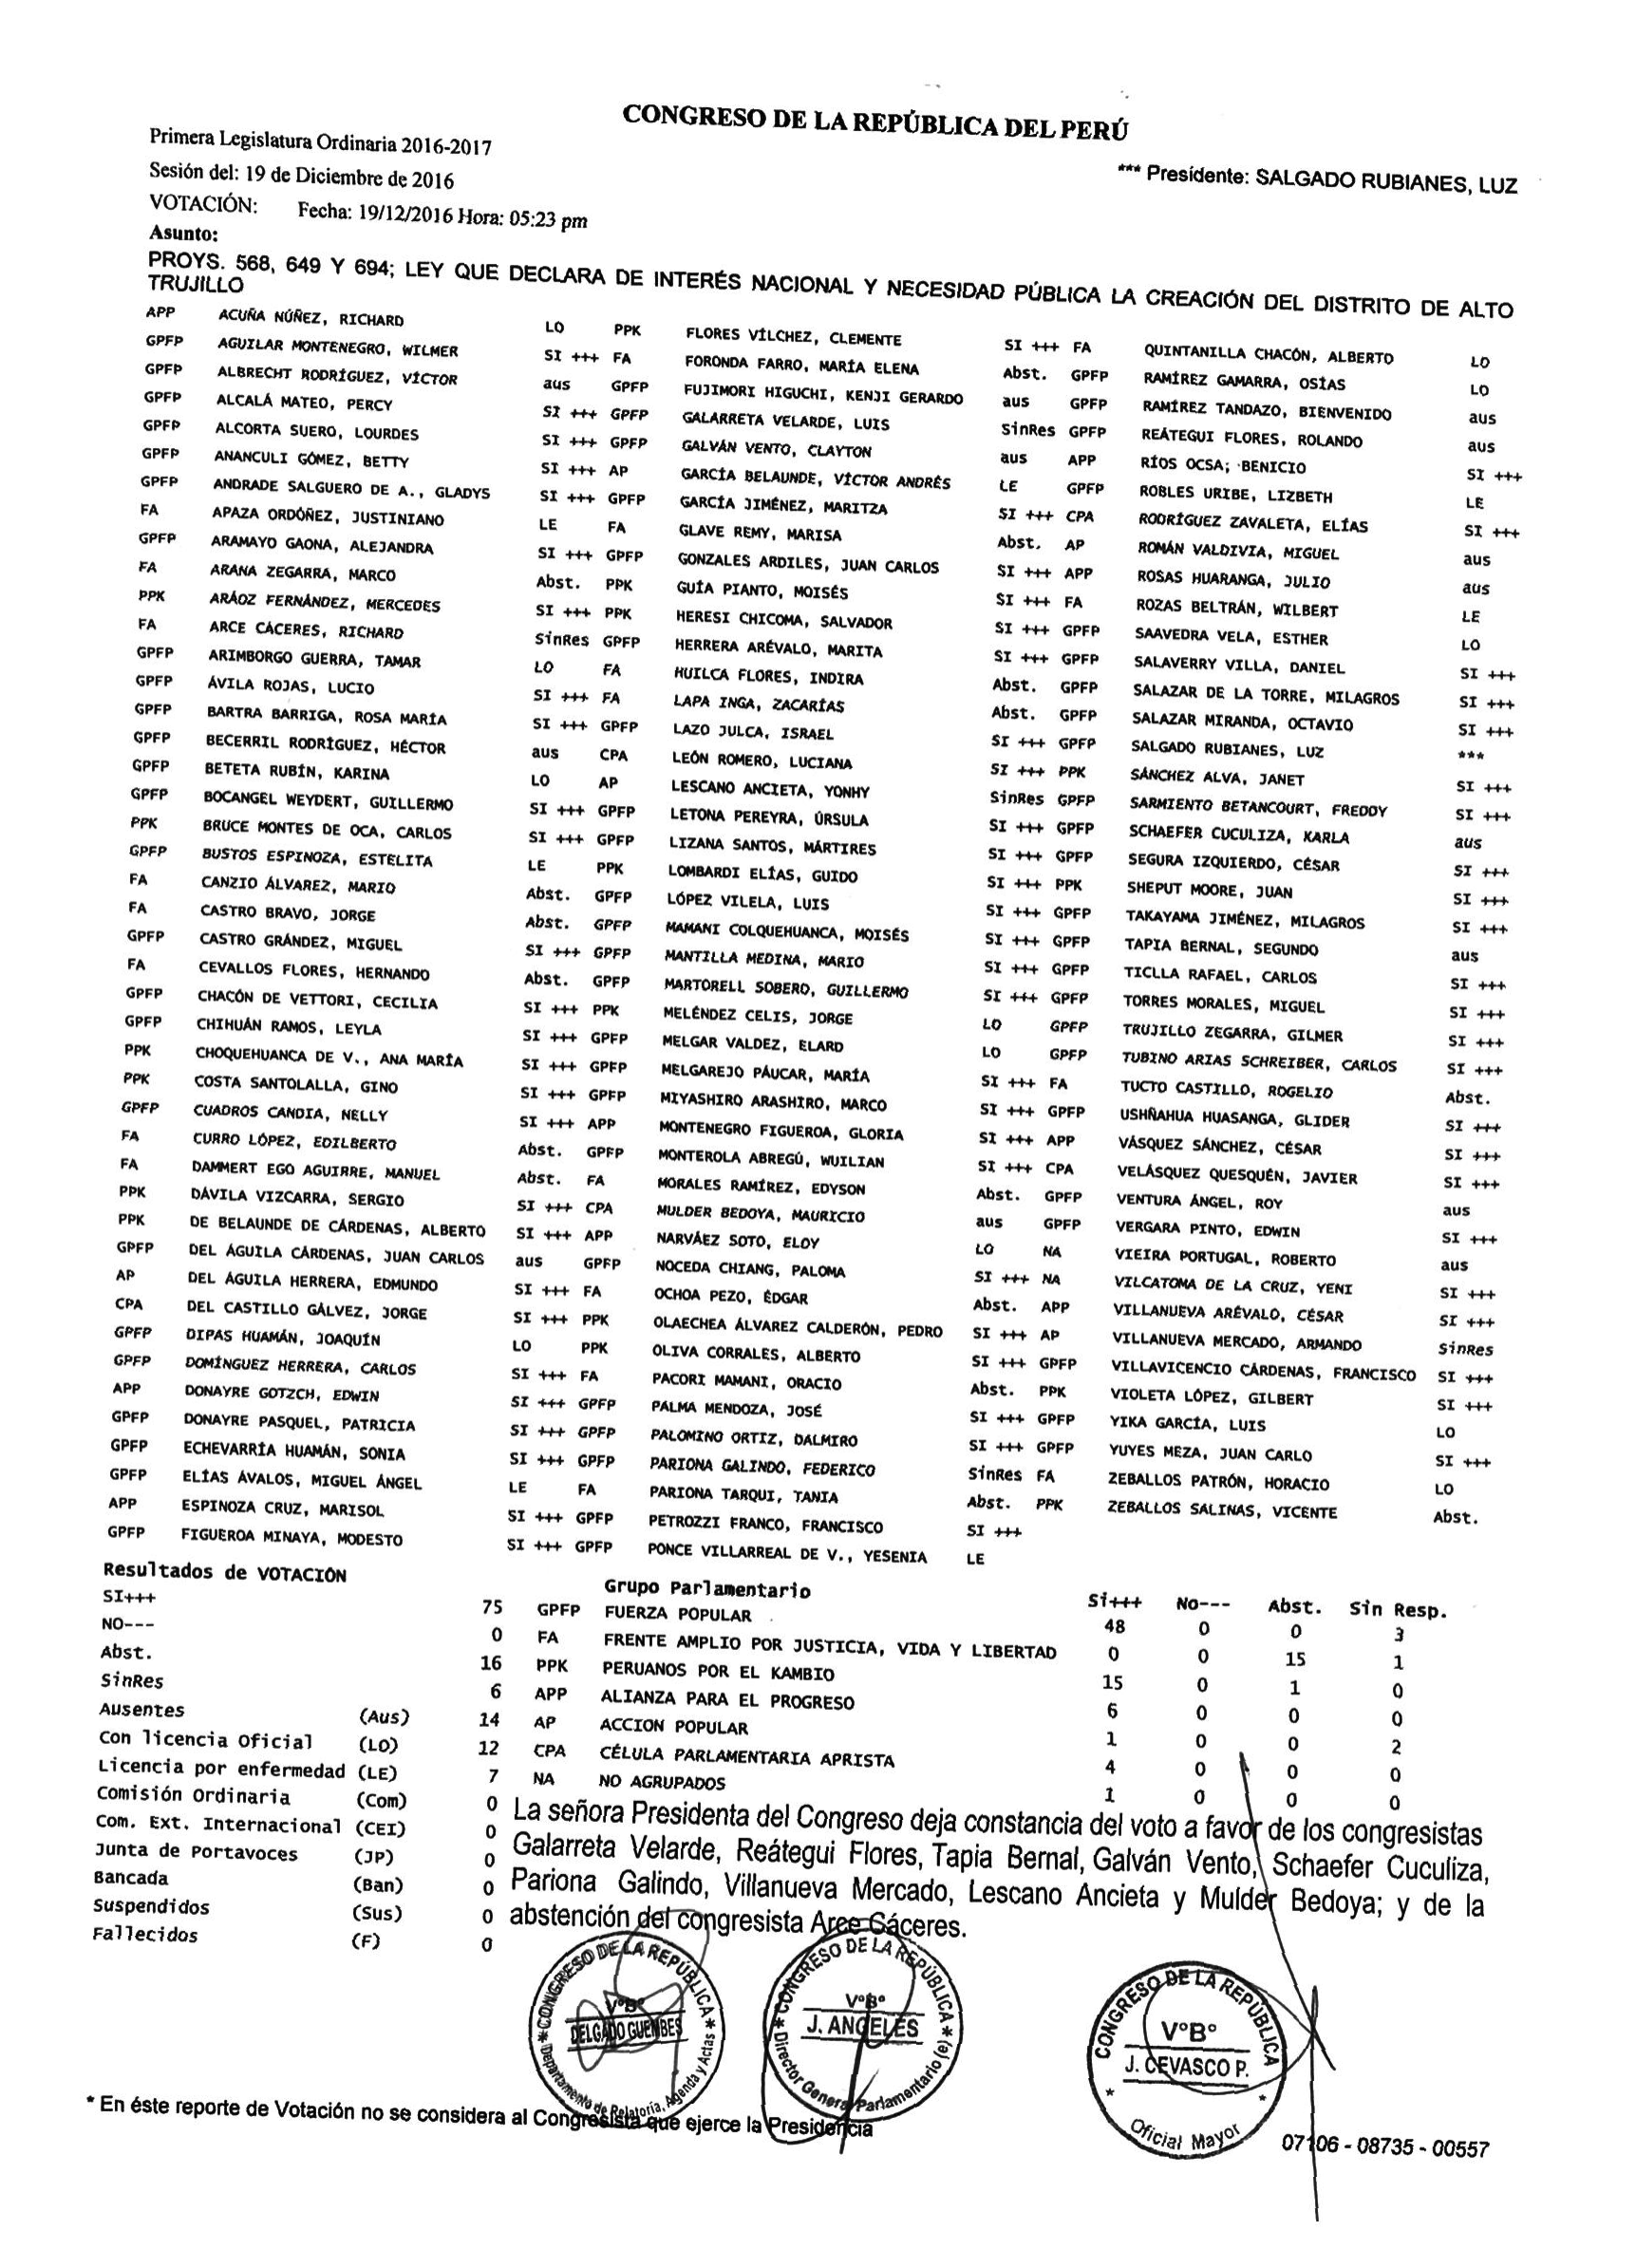 CONGRESO DE LA REPÚBLICA DEL PERÚ
Primera Legislatura Ordinaria 2016-2017
Sesión del: 19 de Diciembre de 2016
*** Presidente: SALGADO RUBIANES, LUZ
VOTACIÓN: Fecha: 19/12/2016 Hora: 05:23 pm
Asunto:
PROYS. 568, 649 Y 694; LEY QUE DECLARA DE INTERÉS NACIONAL Y NECESIDAD PÚBLICA LA CREACIÓN DEL DISTRITO DE ALTO
TRUJILLO
APP ACUÑA NÚÑEZ, RICHARD LO PPK FLORES VÍLCHEZ, CLEMENTE SI +++ FA QUINTANILLA CHACÓN, ALBERTO LO
GPFP AGUILAR MONTENEGRO, WILMER SI +++ FA FORONDA FARRO, MARÍA ELENA Abst. GPFP RAMÍREZ GAMARRA, OSÍAS LO
GPFP ALBRECHT RODRÍGUEZ, VÍCTOR aus GPFP FUJIMORI HIGUCHI, KENJI GERARDO aus GPFP RAMÍREZ TANDAZO, BIENVENIDO aus
GPFP ALCALÁ MATEO, PERCY SI +++ GPFP GALARRETA VELARDE, LUIS SinRes GPFP REÁTEGUI FLORES, ROLANDO aus
GPFP ALCORTA SUERO, LOURDES SI +++ GPFP GALVÁN VENTO, CLAYTON aus APP RÍOS OCSA; BENICIO SI +++
GPFP ANANCULI GÓMEZ, BETTY SI +++ AP GARCÍA BELAUNDE, VÍCTOR ANDRÉS LE GPFP ROBLES URIBE, LIZBETH LE
GPFP ANDRADE SALGUERO DE A., GLADYS SI +++ GPFP GARCÍA JIMÉNEZ, MARITZA SI +++ CPA RODRÍGUEZ ZAVALETA, ELÍAS SI +++
FA APAZA ORDÓÑEZ, JUSTINIANO LE FA GLAVE REMY, MARISA Abst. AP ROMÁN VALDIVIA, MIGUEL aus
GPFP ARAMAYO GAONA, ALEJANDRA SI +++ GPFP GONZALES ARDILES, JUAN CARLOS SI +++ APP ROSAS HUARANGA, JULIO aus
FA ARANA ZEGARRA, MARCO Abst. PPK GUÍA PIANTO, MOISÉS SI +++ FA ROZAS BELTRÁN, WILBERT LE
PPK ARÁOZ FERNÁNDEZ, MERCEDES SI +++ PPK HERESI CHICOMA, SALVADOR SI +++ GPFP SAAVEDRA VELA, ESTHER LO
FA ARCE CÁCERES, RICHARD SinRes GPFP HERRERA ARÉVALO, MARITA SI +++ GPFP SALAVERRY VILLA, DANIEL SI +++
GPFP ARIMBORGO GUERRA, TAMAR LO FA HUILCA FLORES, INDIRA Abst. GPFP SALAZAR DE LA TORRE, MILAGROS SI +++
GPFP ÁVILA ROJAS, LUCIO SI +++ FA LAPA INGA, ZACARÍAS Abst. GPFP SALAZAR MIRANDA, OCTAVIO SI +++
GPFP BARTRA BARRIGA, ROSA MARÍA SI +++ GPFP LAZO JULCA, ISRAEL SI +++ GPFP SALGADO RUBIANES, LUZ ***
GPFP BECERRIL RODRÍGUEZ, HÉCTOR aus CPA LEÓN ROMERO, LUCIANA SI +++ PPK SÁNCHEZ ALVA, JANET SI +++
GPFP BETETA RUBÍN, KARINA LO AP LESCANO ANCIETA, YONHY SinRes GPFP SARMIENTO BETANCOURT, FREDDY SI +++
GPFP BOCANGEL WEYDERT, GUILLERMO SI +++ GPFP LETONA PEREYRA, ÚRSULA SI +++ GPFP SCHAEFER CUCULIZA, KARLA aus
PPK BRUCE MONTES DE OCA, CARLOS SI +++ GPFP LIZANA SANTOS, MÁRTIRES SI +++ GPFP SEGURA IZQUIERDO, CÉSAR SI +++
GPFP BUSTOS ESPINOZA, ESTELITA LE PPK LOMBARDI ELÍAS, GUIDO SI +++ PPK SHEPUT MOORE, JUAN SI +++
FA CANZIO ÁLVAREZ, MARIO Abst. GPFP LÓPEZ VILELA, LUIS SI +++ GPFP TAKAYAMA JIMÉNEZ, MILAGROS SI +++
FA CASTRO BRAVO, JORGE Abst. GPFP MAMANI COLQUEHUANCA, MOISÉS SI +++ GPFP TAPIA BERNAL, SEGUNDO aus
GPFP CASTRO GRÁNDEZ, MIGUEL SI +++ GPFP MANTILLA MEDINA, MARIO SI +++ GPFP TICLLA RAFAEL, CARLOS SI +++
FA CEVALLOS FLORES, HERNANDO Abst. GPFP MARTORELL SOBERO, GUILLERMO SI +++ GPFP TORRES MORALES, MIGUEL SI +++
GPFP CHACÓN DE VETTORI, CECILIA SI +++ PPK MELÉNDEZ CELIS, JORGE LO GPFP TRUJILLO ZEGARRA, GILMER SI +++
GPFP CHIHUÁN RAMOS, LEYLA SI +++ GPFP MELGAR VALDEZ, ELARD LO GPFP TUBINO ARIAS SCHREIBER, CARLOS SI +++
PPK CHOQUEHUANCA DE V., ANA MARÍA SI +++ GPFP MELGAREJO PÁUCAR, MARÍA SI +++ FA TUCTO CASTILLO, ROGELIO Abst.
PPK COSTA SANTOLALLA, GINO SI +++ GPFP MIYASHIRO ARASHIRO, MARCO SI +++ GPFP USHÑAHUA HUASANGA, GLIDER SI +++
GPFP CUADROS CANDIA, NELLY SI +++ APP MONTENEGRO FIGUEROA, GLORIA SI +++ APP VÁSQUEZ SÁNCHEZ, CÉSAR SI +++
FA CURRO LÓPEZ, EDILBERTO Abst. GPFP MONTEROLA ABREGÚ, WUILIAN SI +++ CPA VELÁSQUEZ QUESQUÉN, JAVIER SI +++
FA DAMMERT EGO AGUIRRE, MANUEL Abst. FA MORALES RAMÍREZ, EDYSON Abst. GPFP VENTURA ÁNGEL, ROY aus
PPK DÁVILA VIZCARRA, SERGIO SI +++ CPA MULDER BEDOYA, MAURICIO aus GPFP VERGARA PINTO, EDWIN SI +++
PPK DE BELAUNDE DE CÁRDENAS, ALBERTO SI +++ APP NARVÁEZ SOTO, ELOY LO NA VIEIRA PORTUGAL, ROBERTO aus
GPFP DEL ÁGUILA CÁRDENAS, JUAN CARLOS aus GPFP NOCEDA CHIANG, PALOMA SI +++ NA VILCATOMA DE LA CRUZ, YENI SI +++
AP DEL ÁGUILA HERRERA, EDMUNDO SI +++ FA OCHOA PEZO, ÉDGAR Abst. APP VILLANUEVA ARÉVALO, CÉSAR SI +++
CPA DEL CASTILLO GÁLVEZ, JORGE SI +++ PPK OLAECHEA ÁLVAREZ CALDERÓN, PEDRO SI +++ AP VILLANUEVA MERCADO, ARMANDO SinRes
GPFP DIPAS HUAMÁN, JOAQUÍN LO PPK OLIVA CORRALES, ALBERTO SI +++ GPFP VILLAVICENCIO CÁRDENAS, FRANCISCO SI +++
GPFP DOMÍNGUEZ HERRERA, CARLOS SI +++ FA PACORI MAMANI, ORACIO Abst. PPK VIOLETA LÓPEZ, GILBERT SI +++
APP DONAYRE GOTZCH, EDWIN SI +++ GPFP PALMA MENDOZA, JOSÉ SI +++ GPFP YIKA GARCÍA, LUIS LO
GPFP DONAYRE PASQUEL, PATRICIA SI +++ GPFP PALOMINO ORTIZ, DALMIRO SI +++ GPFP YUYES MEZA, JUAN CARLO SI +++
GPFP ECHEVARRÍA HUAMÁN, SONIA SI +++ GPFP PARIONA GALINDO, FEDERICO SinRes FA ZEBALLOS PATRÓN, HORACIO LO
GPFP ELÍAS ÁVALOS, MIGUEL ÁNGEL LE FA PARIONA TARQUI, TANIA Abst. PPK ZEBALLOS SALINAS, VICENTE Abst.
APP ESPINOZA CRUZ, MARISOL SI +++ GPFP PETROZZI FRANCO, FRANCISCO SI +++
GPFP FIGUEROA MINAYA, MODESTO SI +++ GPFP PONCE VILLARREAL DE V., YESENIA LE
Resultados de VOTACIÓN Grupo Parlamentario Si+++ No--- Abst. Sin Resp.
SI+++ 75 GPFP FUERZA POPULAR 48 0 0 3
NO--- 0 FA FRENTE AMPLIO POR JUSTICIA, VIDA Y LIBERTAD 0 0 15 1
Abst. 16 PPK PERUANOS POR EL KAMBIO 15 0 1 0
SinRes 6 APP ALIANZA PARA EL PROGRESO 6 0 0 0
Ausentes (Aus) 14 AP ACCION POPULAR 1 0 0 2
Con licencia Oficial (LO) 12 CPA CÉLULA PARLAMENTARIA APRISTA 4 0 0 0
Licencia por enfermedad (LE) 7 NA NO AGRUPADOS 1 0 0 0
Comisión Ordinaria (Com) 0
Com. Ext. Internacional (CEI) 0
Junta de Portavoces (JP) 0
Bancada (Ban) 0
Suspendidos (Sus) 0
Fallecidos (F) 0
La señora Presidenta del Congreso deja constancia del voto a favor de los congresistas
Galarreta Velarde, Reátegui Flores, Tapia Bernal, Galván Vento, Schaefer Cuculiza,
Pariona Galindo, Villanueva Mercado, Lescano Ancieta y Mulder Bedoya; y de la
abstención del congresista Arce Cáceres.
* CONGRESO DE LA REPÚBLICA *
V°B°
DELGADO GUEMBES
Departamento de Relatoría, Agenda y Actas
* CONGRESO DE LA REPÚBLICA *
V°B°
J. ANGELES
Director General Parlamentario (e)
CONGRESO DE LA REPÚBLICA
V°B°
J. CEVASCO P.
* Oficial Mayor *
* En éste reporte de Votación no se considera al Congresista que ejerce la Presidencia
07106 - 08735 - 00557